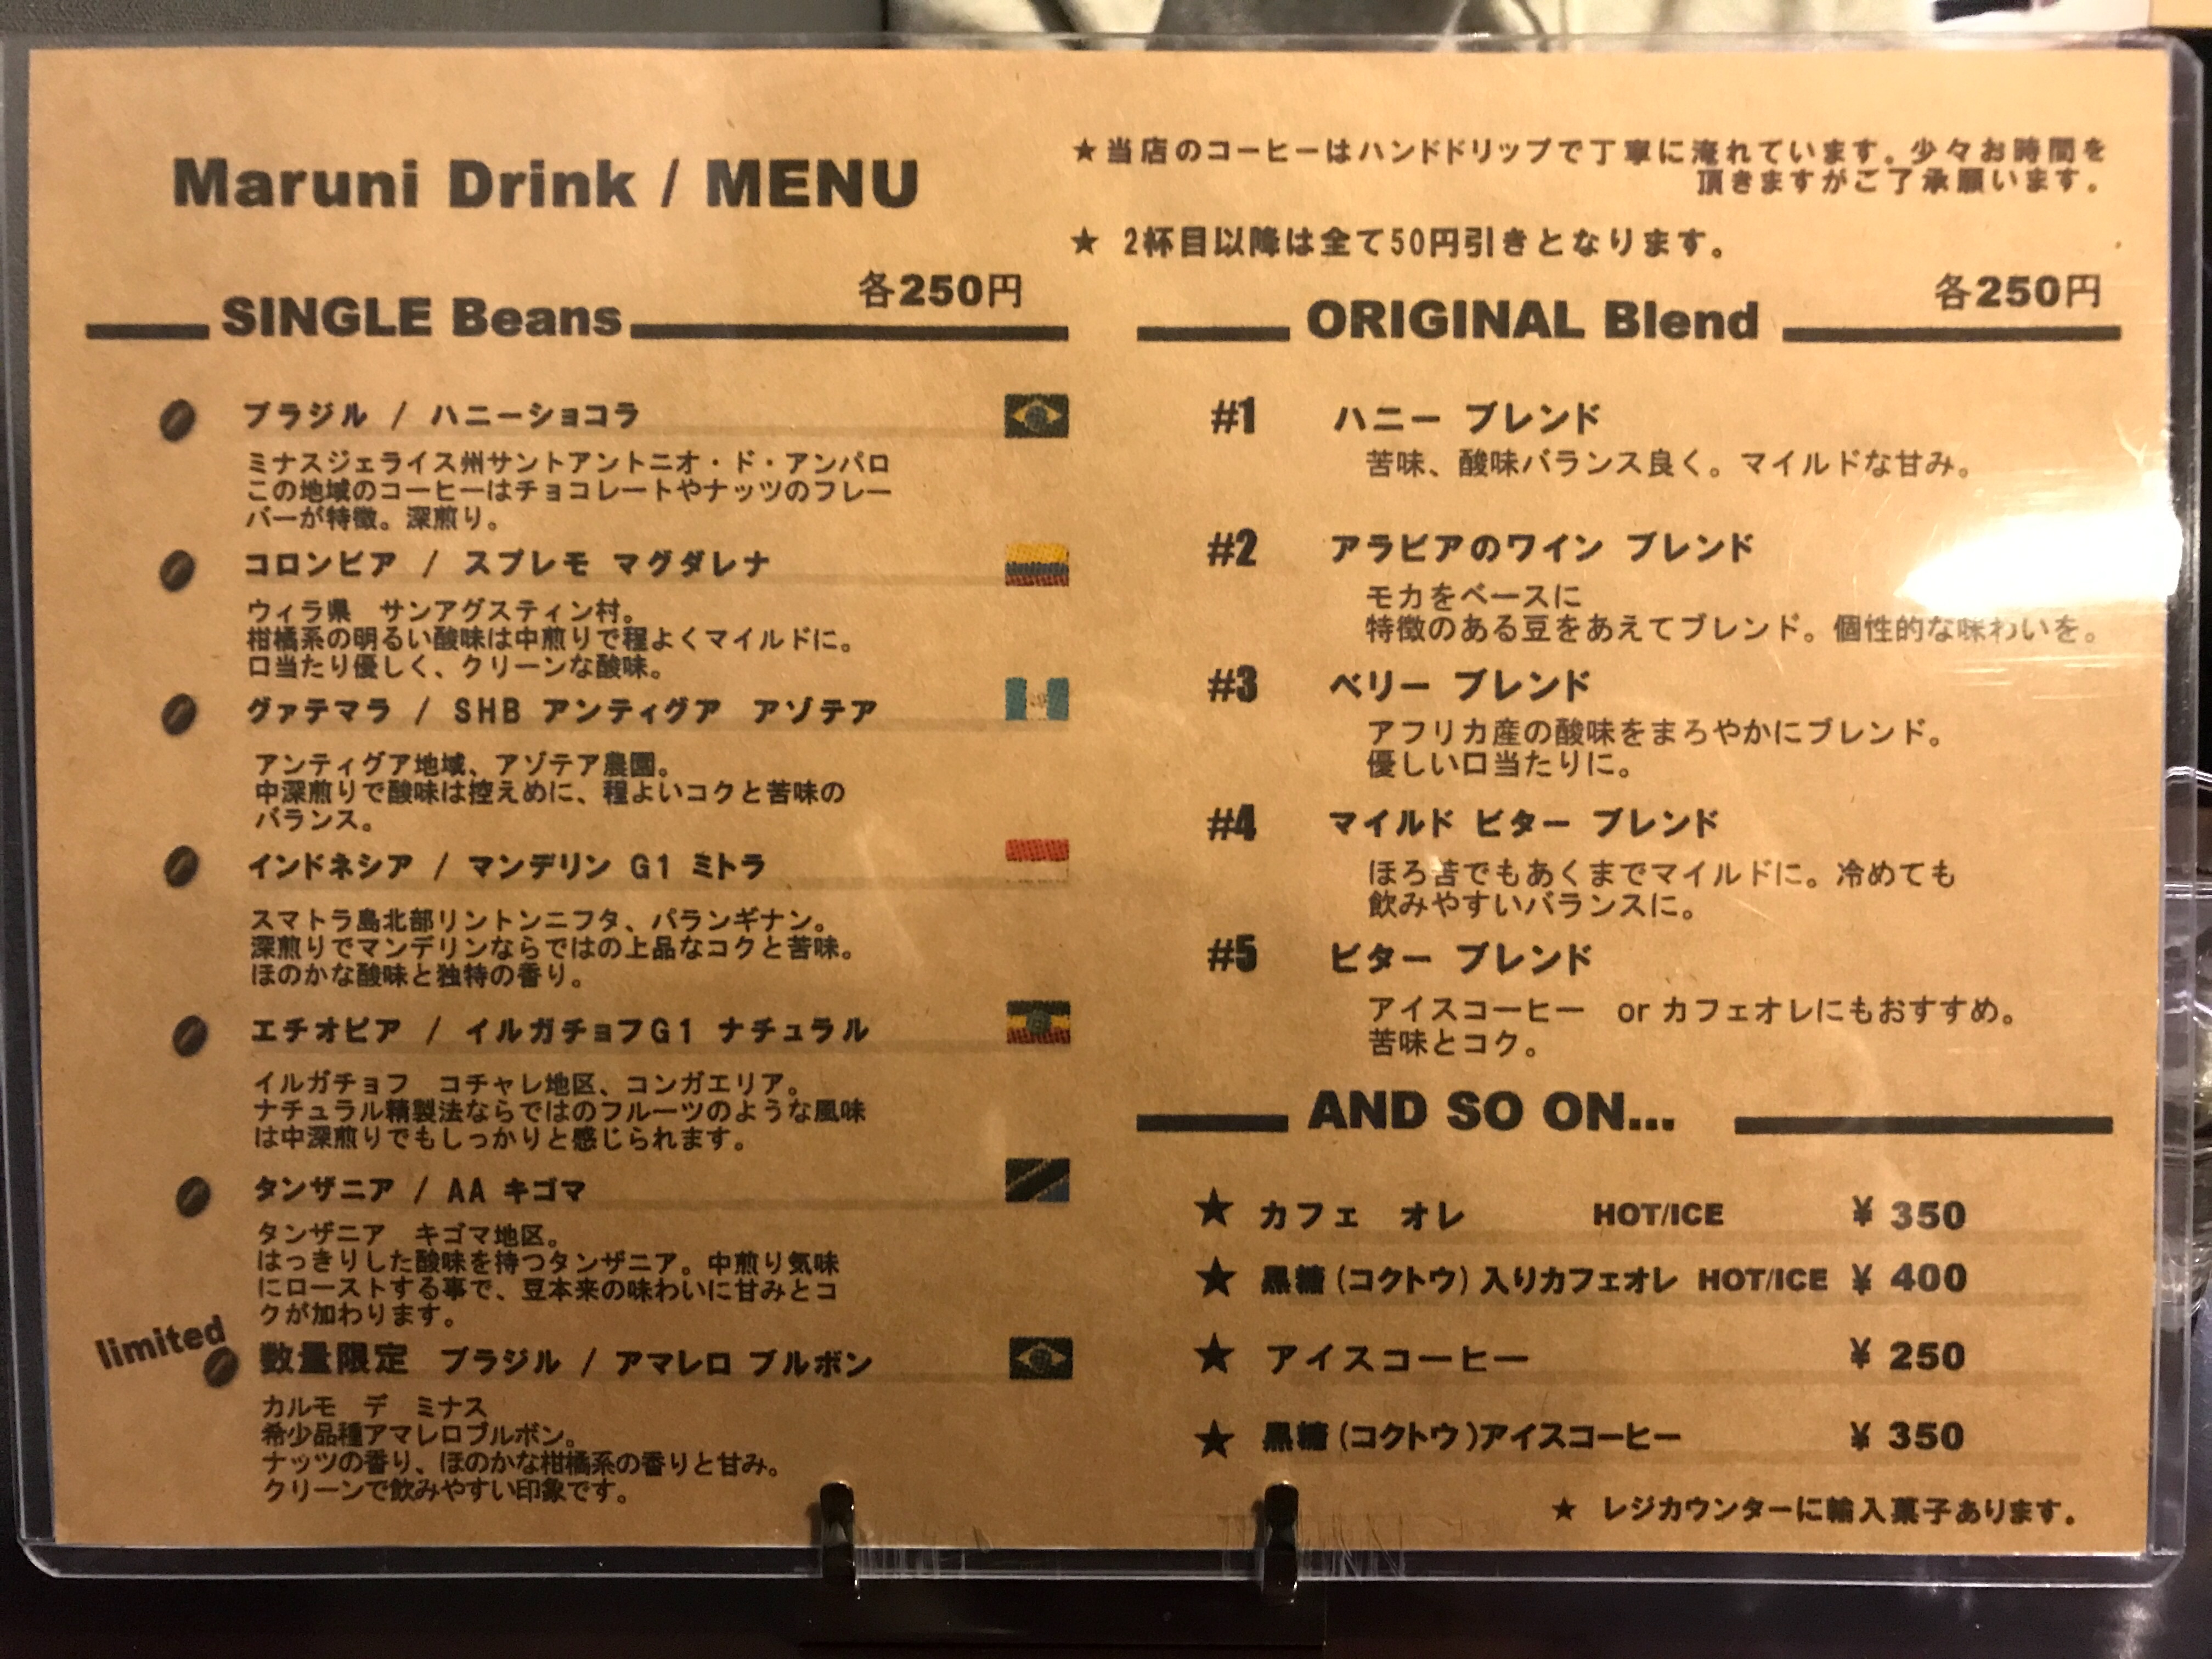 Maruni Drink / MENU
★当店のコーヒーはハンドドリップで丁寧に淹れています。少々お時間を
頂きますがご了承願います。
★ 2杯目以降は全て50円引きとなります。
各250円
SINGLE Beans
ブラジル / ハニーショコラ
ミナスジェライス州サントアントニオ・ド・アンパロ
この地域のコーヒーはチョコレートやナッツのフレー
バーが特徴。深煎り。
コロンビア / スプレモ マグダレナ
ウィラ県 サンアグスティン村。
柑橘系の明るい酸味は中煎りで程よくマイルドに。
口当たり優しく、クリーンな酸味。
グァテマラ / SHB アンティグア アゾテア
アンティグア地域、アゾテア農園。
中深煎りで酸味は控えめに、程よいコクと苦味の
バランス。
インドネシア / マンデリン G1 ミトラ
スマトラ島北部リントンニフタ、パランギナン。
深煎りでマンデリンならではの上品なコクと苦味。
ほのかな酸味と独特の香り。
エチオピア / イルガチョフG1 ナチュラル
イルガチョフ コチャレ地区、コンガエリア。
ナチュラル精製法ならではのフルーツのような風味
は中深煎りでもしっかりと感じられます。
タンザニア / AA キゴマ
タンザニア キゴマ地区。
はっきりした酸味を持つタンザニア。中煎り気味
にローストする事で、豆本来の味わいに甘みとコ
クが加わります。
limited
数量限定 ブラジル / アマレロ ブルボン
カルモ デ ミナス
希少品種アマレロブルボン。
ナッツの香り、ほのかな柑橘系の香りと甘み。
クリーンで飲みやすい印象です。
各250円
ORIGINAL Blend
#1 ハニー ブレンド
苦味、酸味バランス良く。マイルドな甘み。
#2 アラビアのワイン ブレンド
モカをベースに
特徴のある豆をあえてブレンド。個性的な味わいを。
#3 ベリー ブレンド
アフリカ産の酸味をまろやかにブレンド。
優しい口当たりに。
#4 マイルド ビター ブレンド
ほろ苦でもあくまでマイルドに。冷めても
飲みやすいバランスに。
#5 ビター ブレンド
アイスコーヒー or カフェオレにもおすすめ。
苦味とコク。
AND SO ON...
★ カフェ オレ HOT/ICE ¥ 350
★ 黒糖(コクトウ)入りカフェオレ HOT/ICE ¥ 400
★ アイスコーヒー ¥ 250
★ 黒糖(コクトウ)アイスコーヒー ¥ 350
★ レジカウンターに輸入菓子あります。